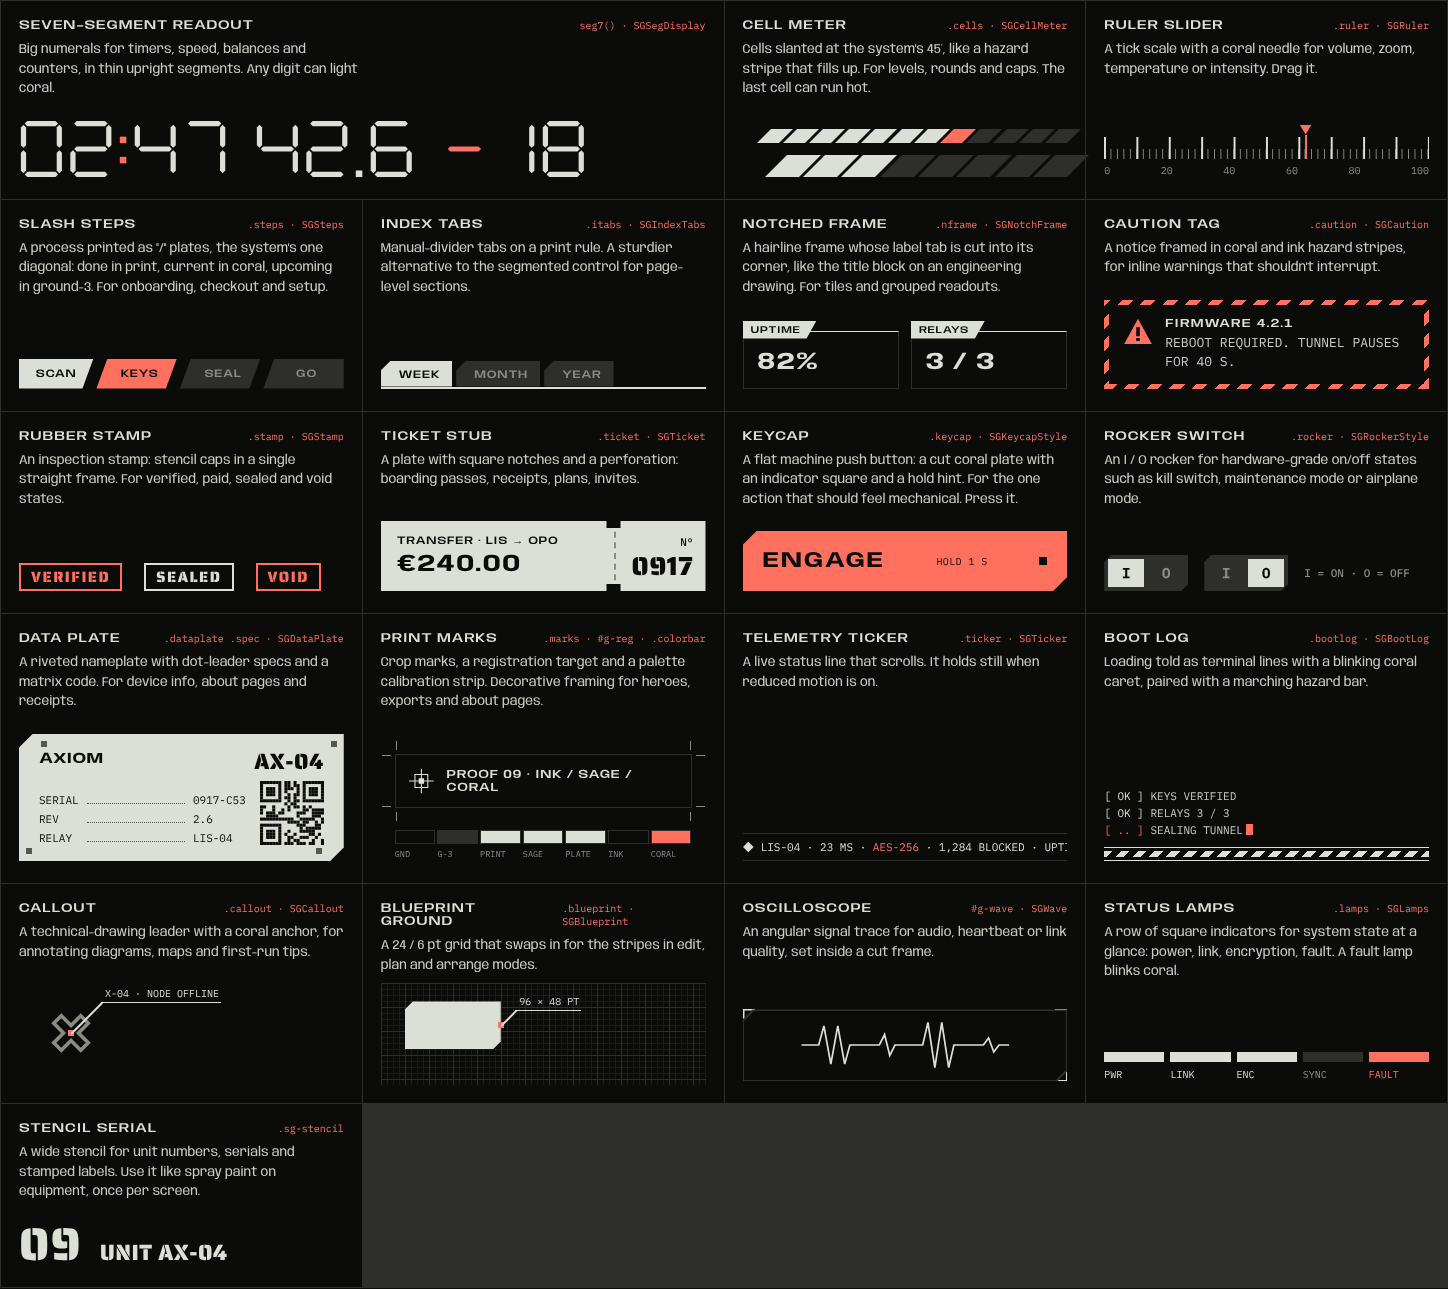 SEVEN-SEGMENT READOUT
seg7() · SGSegDisplay
Big numerals for timers, speed, balances and
counters, in thin upright segments. Any digit can light
coral.
02:47 42.6 - 18
CELL METER
.cells · SGCellMeter
Cells slanted at the system's 45°, like a hazard
stripe that fills up. For levels, rounds and caps. The
last cell can run hot.
RULER SLIDER
.ruler · SGRuler
A tick scale with a coral needle for volume, zoom,
temperature or intensity. Drag it.
0 20 40 60 80 100
SLASH STEPS
.steps · SGSteps
A process printed as "/" plates, the system's one
diagonal: done in print, current in coral, upcoming
in ground-3. For onboarding, checkout and setup.
SCAN KEYS SEAL GO
INDEX TABS
.itabs · SGIndexTabs
Manual-divider tabs on a print rule. A sturdier
alternative to the segmented control for page-
level sections.
WEEK MONTH YEAR
NOTCHED FRAME
.nframe · SGNotchFrame
A hairline frame whose label tab is cut into its
corner, like the title block on an engineering
drawing. For tiles and grouped readouts.
UPTIME
82%
RELAYS
3 / 3
CAUTION TAG
.caution · SGCaution
A notice framed in coral and ink hazard stripes,
for inline warnings that shouldn't interrupt.
FIRMWARE 4.2.1
REBOOT REQUIRED. TUNNEL PAUSES
FOR 40 S.
RUBBER STAMP
.stamp · SGStamp
An inspection stamp: stencil caps in a single
straight frame. For verified, paid, sealed and void
states.
VERIFIED SEALED VOID
TICKET STUB
.ticket · SGTicket
A plate with square notches and a perforation:
boarding passes, receipts, plans, invites.
TRANSFER · LIS → OPO
€240.00
Nº
0917
KEYCAP
.keycap · SGKeycapStyle
A flat machine push button: a cut coral plate with
an indicator square and a hold hint. For the one
action that should feel mechanical. Press it.
ENGAGE HOLD 1 S
ROCKER SWITCH
.rocker · SGRockerStyle
An I / O rocker for hardware-grade on/off states
such as kill switch, maintenance mode or airplane
mode.
I O I O I = ON · O = OFF
DATA PLATE
.dataplate .spec · SGDataPlate
A riveted nameplate with dot-leader specs and a
matrix code. For device info, about pages and
receipts.
AXIOM AX-04
SERIAL 0917-C53
REV 2.6
RELAY LIS-04
PRINT MARKS
.marks · #g-reg · .colorbar
Crop marks, a registration target and a palette
calibration strip. Decorative framing for heroes,
exports and about pages.
PROOF 09 · INK / SAGE /
CORAL
GND G-3 PRINT SAGE PLATE INK CORAL
TELEMETRY TICKER
.ticker · SGTicker
A live status line that scrolls. It holds still when
reduced motion is on.
◆ LIS-04 · 23 MS · AES-256 · 1,284 BLOCKED · UPTI
BOOT LOG
.bootlog · SGBootLog
Loading told as terminal lines with a blinking coral
caret, paired with a marching hazard bar.
[ OK ] KEYS VERIFIED
[ OK ] RELAYS 3 / 3
[ .. ] SEALING TUNNEL
CALLOUT
.callout · SGCallout
A technical-drawing leader with a coral anchor, for
annotating diagrams, maps and first-run tips.
X-04 · NODE OFFLINE
BLUEPRINT
GROUND
.blueprint ·
SGBlueprint
A 24 / 6 pt grid that swaps in for the stripes in edit,
plan and arrange modes.
96 × 48 PT
OSCILLOSCOPE
#g-wave · SGWave
An angular signal trace for audio, heartbeat or link
quality, set inside a cut frame.
STATUS LAMPS
.lamps · SGLamps
A row of square indicators for system state at a
glance: power, link, encryption, fault. A fault lamp
blinks coral.
PWR LINK ENC SYNC FAULT
STENCIL SERIAL
.sg-stencil
A wide stencil for unit numbers, serials and
stamped labels. Use it like spray paint on
equipment, once per screen.
09 UNIT AX-04